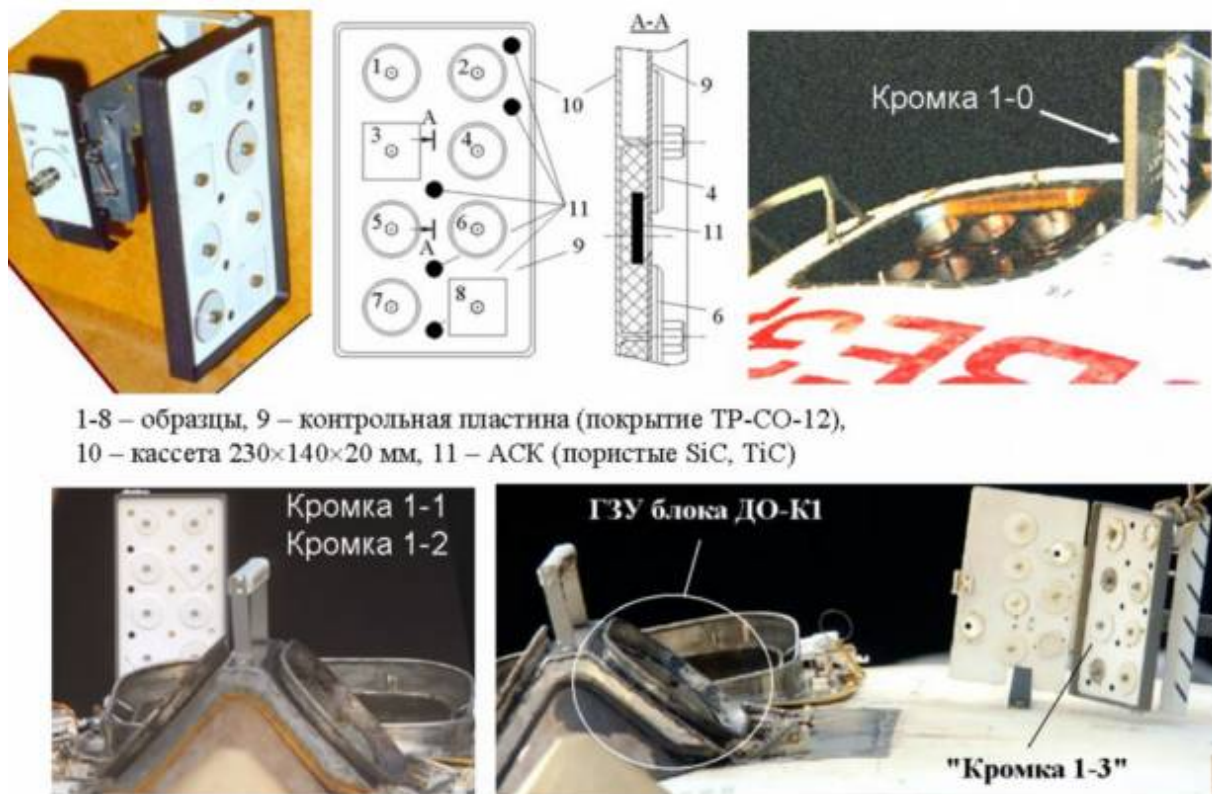 А-А
Кромка 1-0
1
2
3
4
5
6
7
8
А
А
9
10
11
9
4
11
6
1-8 – образцы, 9 – контрольная пластина (покрытие ТР-СО-12),
10 – кассета 230×140×20 мм, 11 – АСК (пористые SiC, TiC)
Кромка 1-1
Кромка 1-2
ГЗУ блока ДО-К1
"Кромка 1-3"